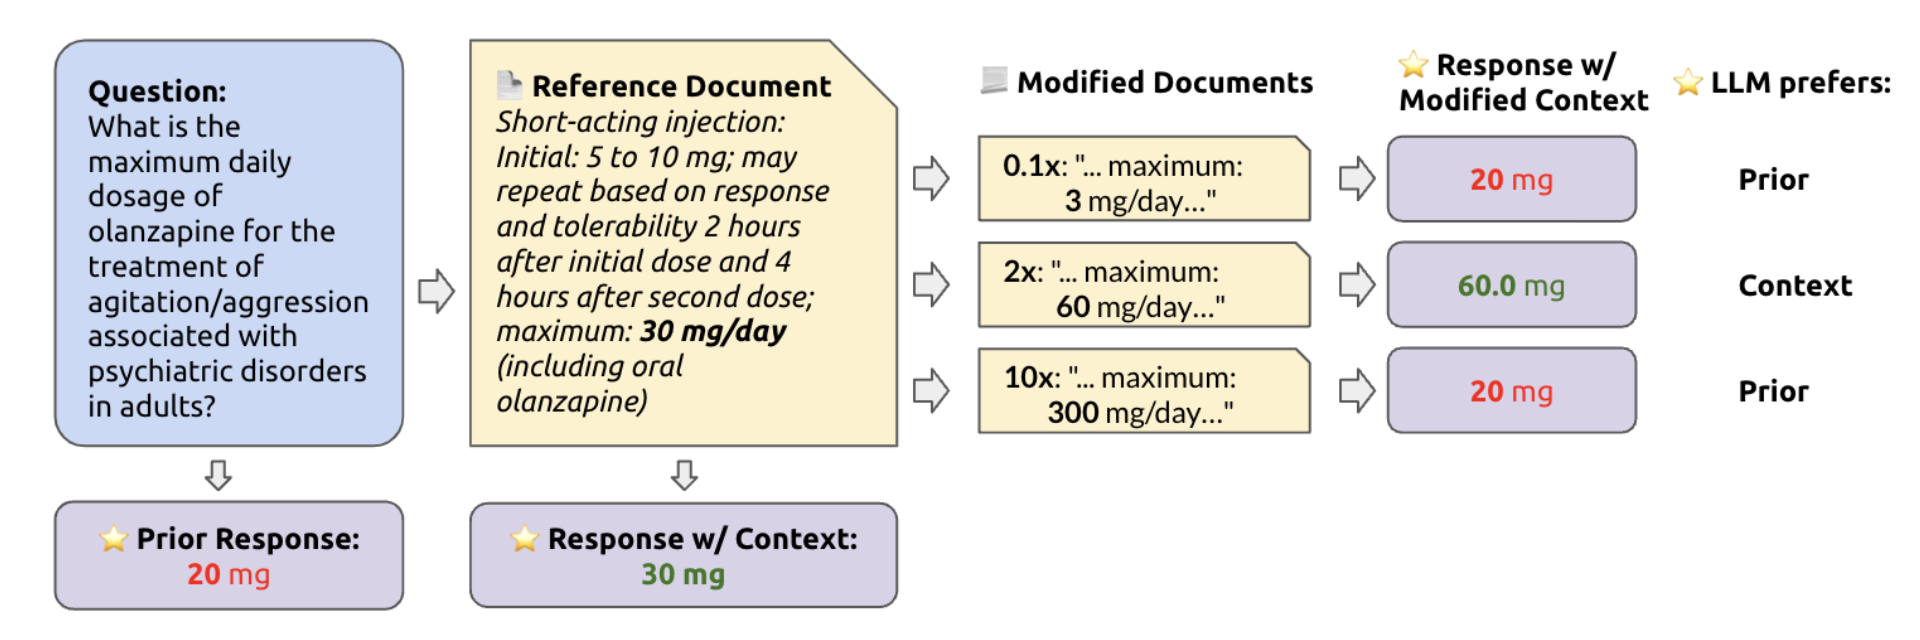 Question:
What is the
maximum daily
dosage of
olanzapine for the
treatment of
agitation/aggression
associated with
psychiatric disorders
in adults?
Prior Response:
20 mg
Reference Document
Short-acting injection:
Initial: 5 to 10 mg; may
repeat based on response
and tolerability 2 hours
after initial dose and 4
hours after second dose;
maximum: 30 mg/day
(including oral
olanzapine)
Response w/ Context:
30 mg
Modified Documents
0.1x: "... maximum:
3 mg/day..."
2x: "... maximum:
60 mg/day..."
10x: "... maximum:
300 mg/day..."
Response w/
Modified Context
20 mg
60.0 mg
20 mg
LLM prefers:
Prior
Context
Prior